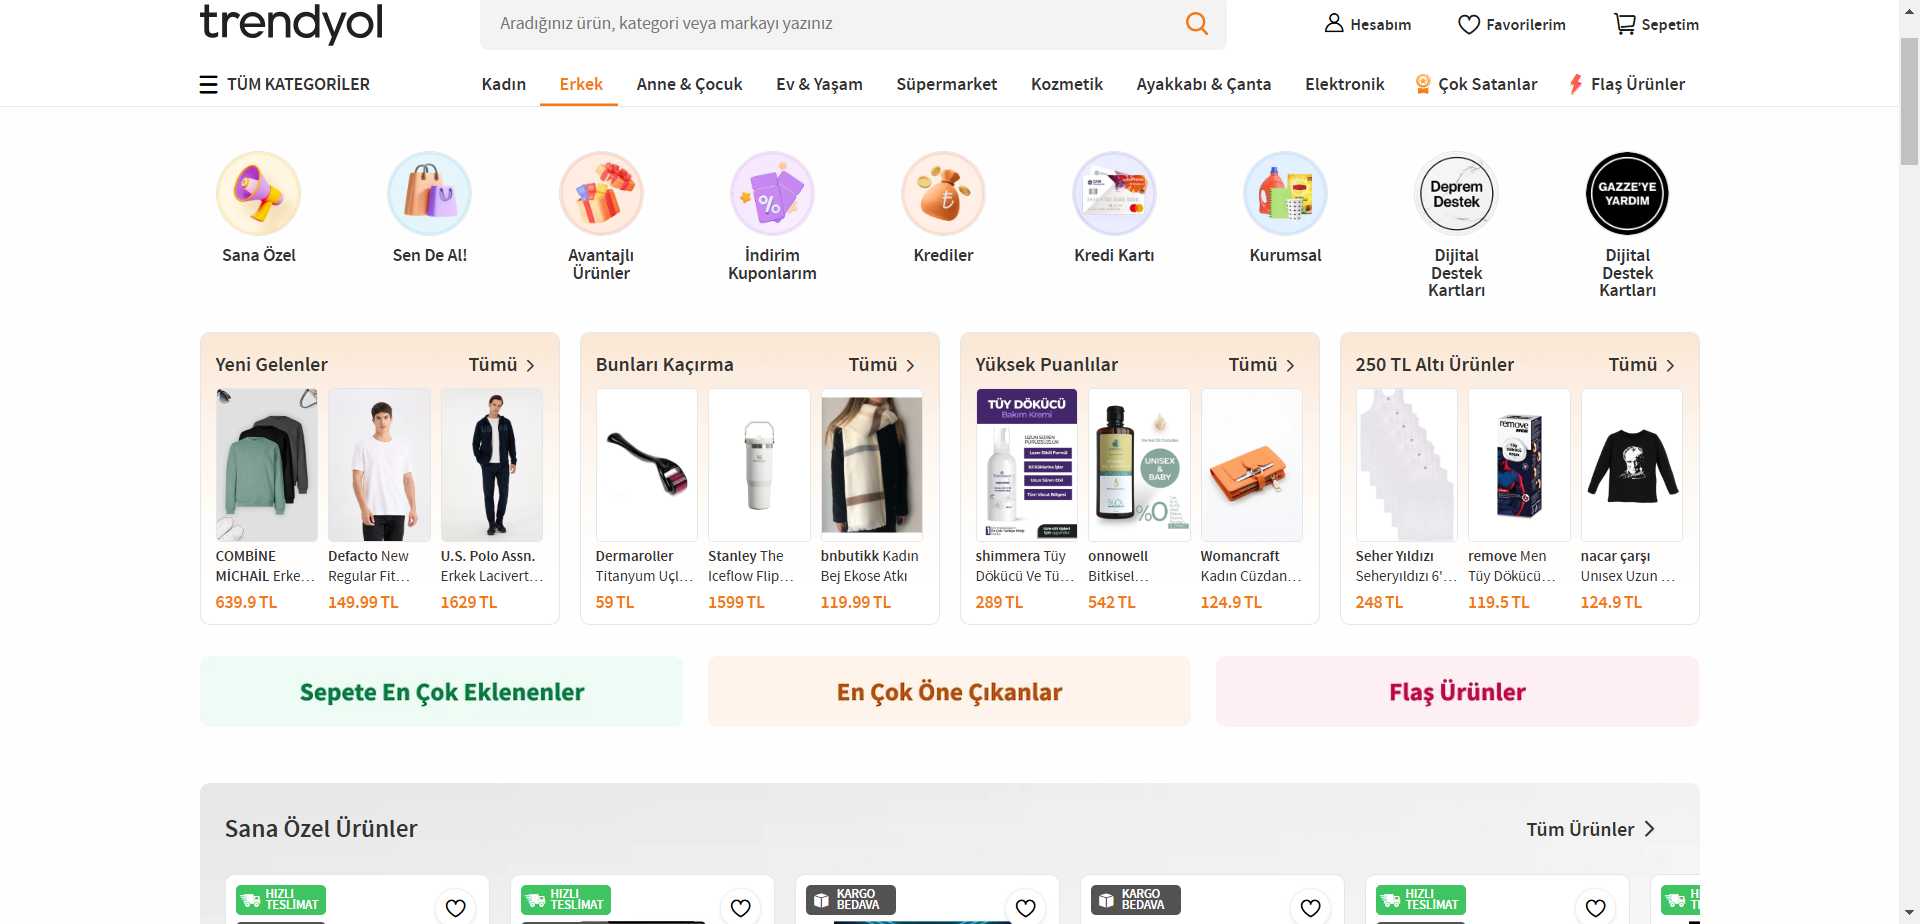 trendyol
Aradığınız ürün, kategori veya markayı yazınız
Hesabım
Favorilerim
Sepetim
TÜM KATEGORİLER
Kadın
Erkek
Anne & Çocuk
Ev & Yaşam
Süpermarket
Kozmetik
Ayakkabı & Çanta
Elektronik
Çok Satanlar
Flaş Ürünler
Deprem
Destek
GAZZE'YE
YARDIM
Sana Özel
Sen De Al!
Avantajlı
Ürünler
İndirim
Kuponlarım
Krediler
Kredi Kartı
Kurumsal
Dijital
Destek
Kartları
Dijital
Destek
Kartları
Yeni Gelenler
Tümü
COMBİNE
MİCHAİL Erke...
639.9 TL
Defacto New
Regular Fit...
149.99 TL
U.S. Polo Assn.
Erkek Lacivert...
1629 TL
Bunları Kaçırma
Tümü
Dermaroller
Titanyum Uçl...
59 TL
Stanley The
Iceflow Flip...
1599 TL
bnbutikk Kadın
Bej Ekose Atkı
119.99 TL
Yüksek Puanlılar
Tümü
TÜY DÖKÜCÜ
Bakım Kremi
UNISEX
&
BABY
%0
shimmera Tüy
Dökücü Ve Tü...
289 TL
onnowell
Bitkisel...
542 TL
Womancraft
Kadın Cüzdan...
124.9 TL
250 TL Altı Ürünler
Tümü
remove
Seher Yıldızı
Seheryıldızı 6'...
248 TL
remove Men
Tüy Dökücü...
119.5 TL
nacar çarşı
Unısex Uzun ...
124.9 TL
Sepete En Çok Eklenenler
En Çok Öne Çıkanlar
Flaş Ürünler
Sana Özel Ürünler
Tüm Ürünler
HIZLI
TESLİMAT
HIZLI
TESLİMAT
KARGO
BEDAVA
KARGO
BEDAVA
HIZLI
TESLİMAT